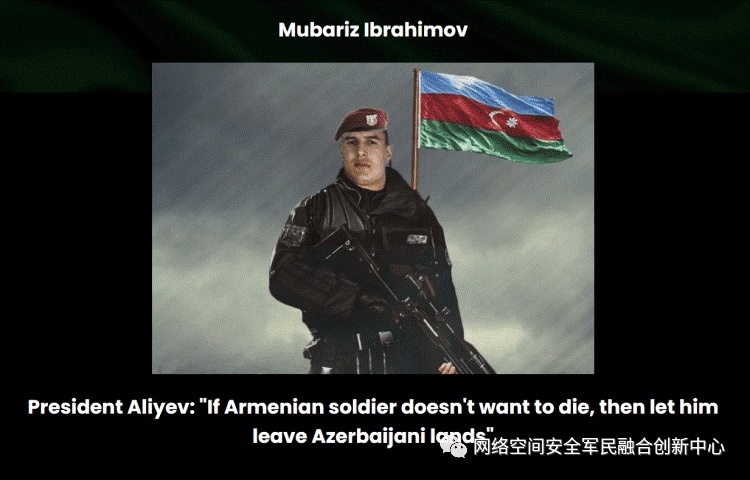 Mubariz Ibrahimov
President Aliyev: "If Armenian soldier doesn't want to die, then let him
leave Azerbaijani lands"
网络空间安全军民融合创新中心